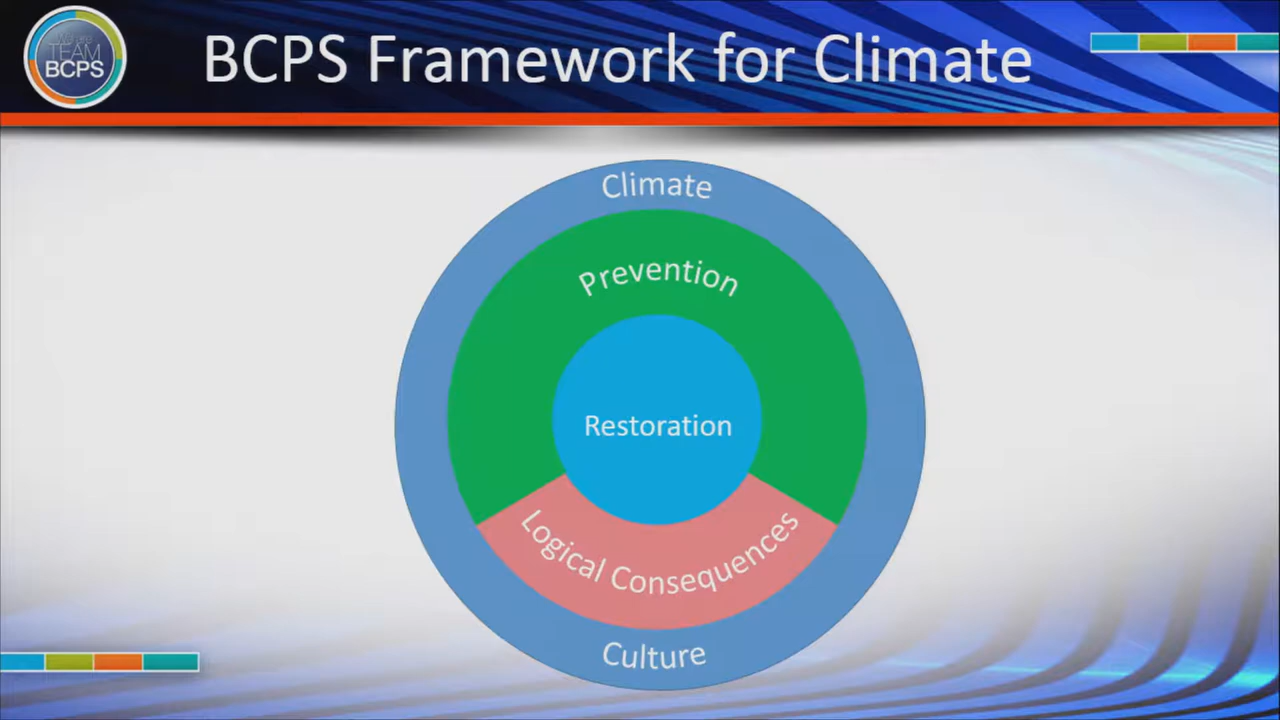 TEAM
BCPS
BCPS Framework for Climate
Climate
Prevention
Restoration
Logical Consequences
Culture